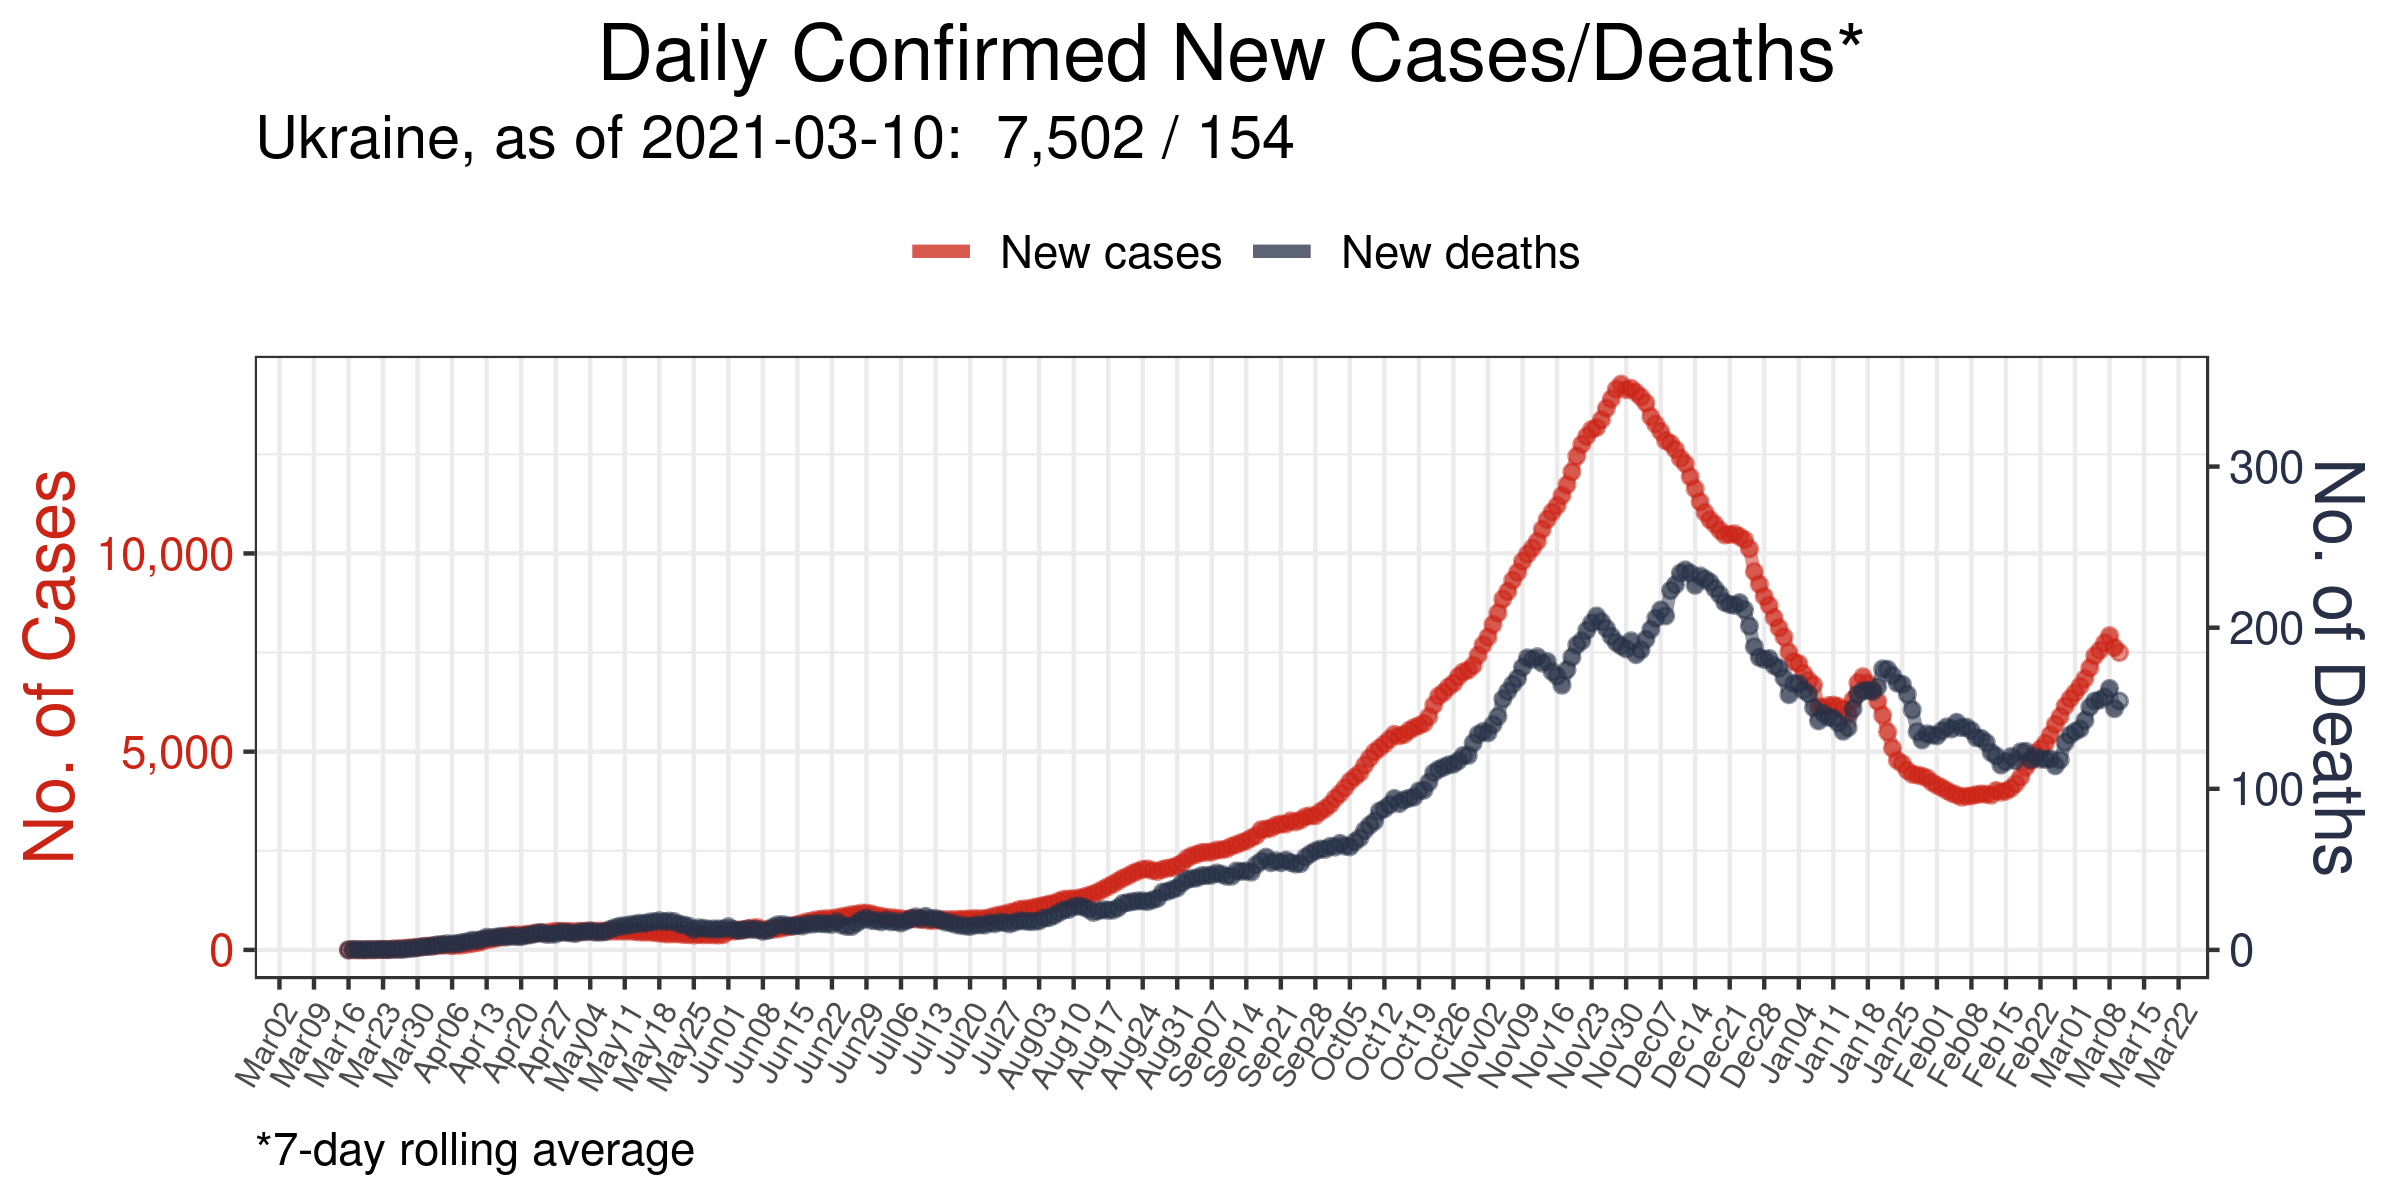 Daily Confirmed New Cases/Deaths*
Ukraine, as of 2021-03-10:  7,502 / 154
New cases
New deaths
No. of Cases
10,000
5,000
0
300
200
100
0
No. of Deaths
Mar02
Mar09
Mar16
Mar23
Mar30
Apr06
Apr13
Apr20
Apr27
May04
May11
May18
May25
Jun01
Jun08
Jun15
Jun22
Jun29
Jul06
Jul13
Jul20
Jul27
Aug03
Aug10
Aug17
Aug24
Aug31
Sep07
Sep14
Sep21
Sep28
Oct05
Oct12
Oct19
Oct26
Nov02
Nov09
Nov16
Nov23
Nov30
Dec07
Dec14
Dec21
Dec28
Jan04
Jan11
Jan18
Jan25
Feb01
Feb08
Feb15
Feb22
Mar01
Mar08
Mar15
Mar22
*7-day rolling average